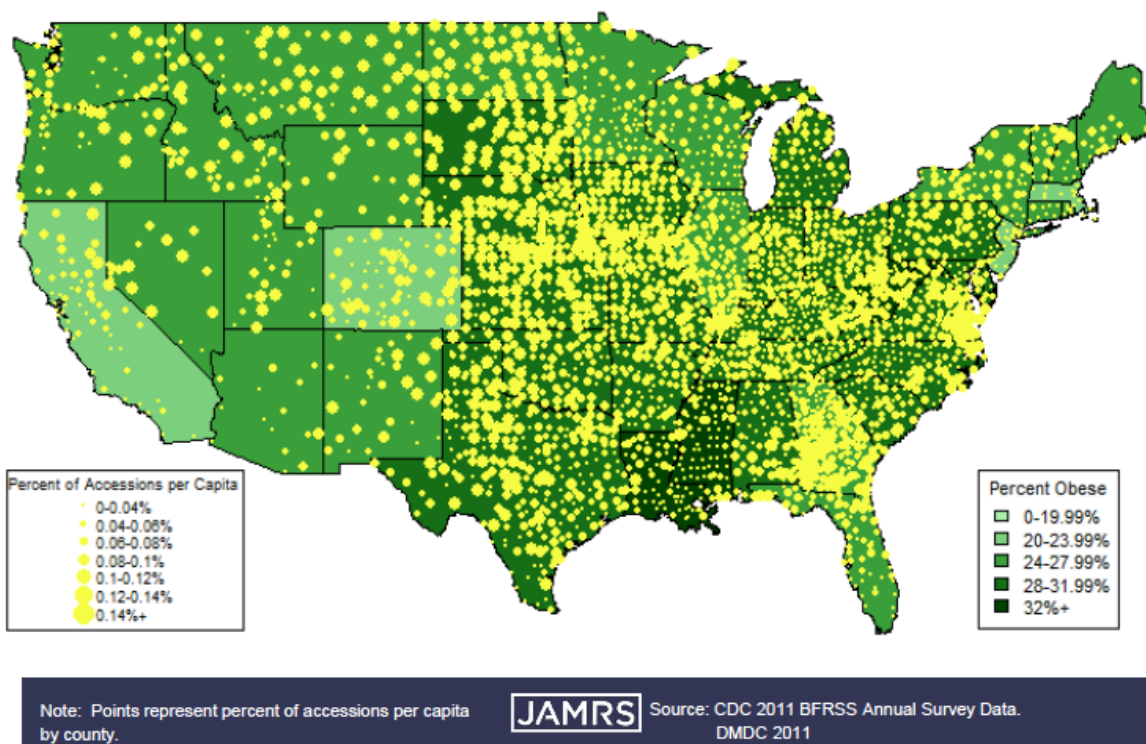 Percent of Accessions per Capita
0-0.04%
0.04-0.06%
0.06-0.08%
0.08-0.1%
0.1-0.12%
0.12-0.14%
0.14%+
Percent Obese
0-19.99%
20-23.99%
24-27.99%
28-31.99%
32%+
Note: Points represent percent of accessions per capita
by county.
JAMRS
Source: CDC 2011 BFRSS Annual Survey Data.
DMDC 2011